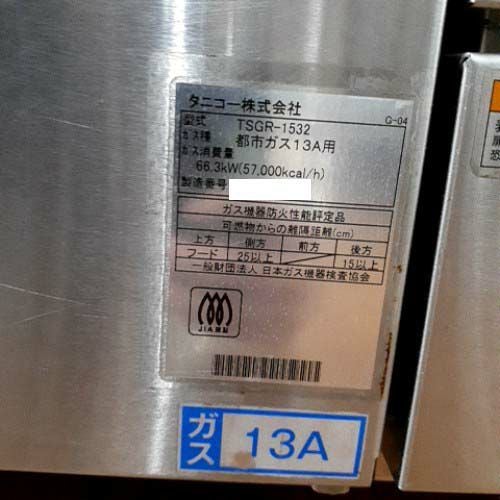 タニコー株式会社
G-04
型式 TSGR-1532
ガス種 都市ガス13A用
ガス消費量
66.3kW(57,000kcal/h)
製造番号
ガス機器防火性能評定品
可燃物からの離隔距離(cm)
上方 側方 前方 後方
フード 25以上 15以上
一般財団法人 日本ガス機器検査協会
ガス 13A